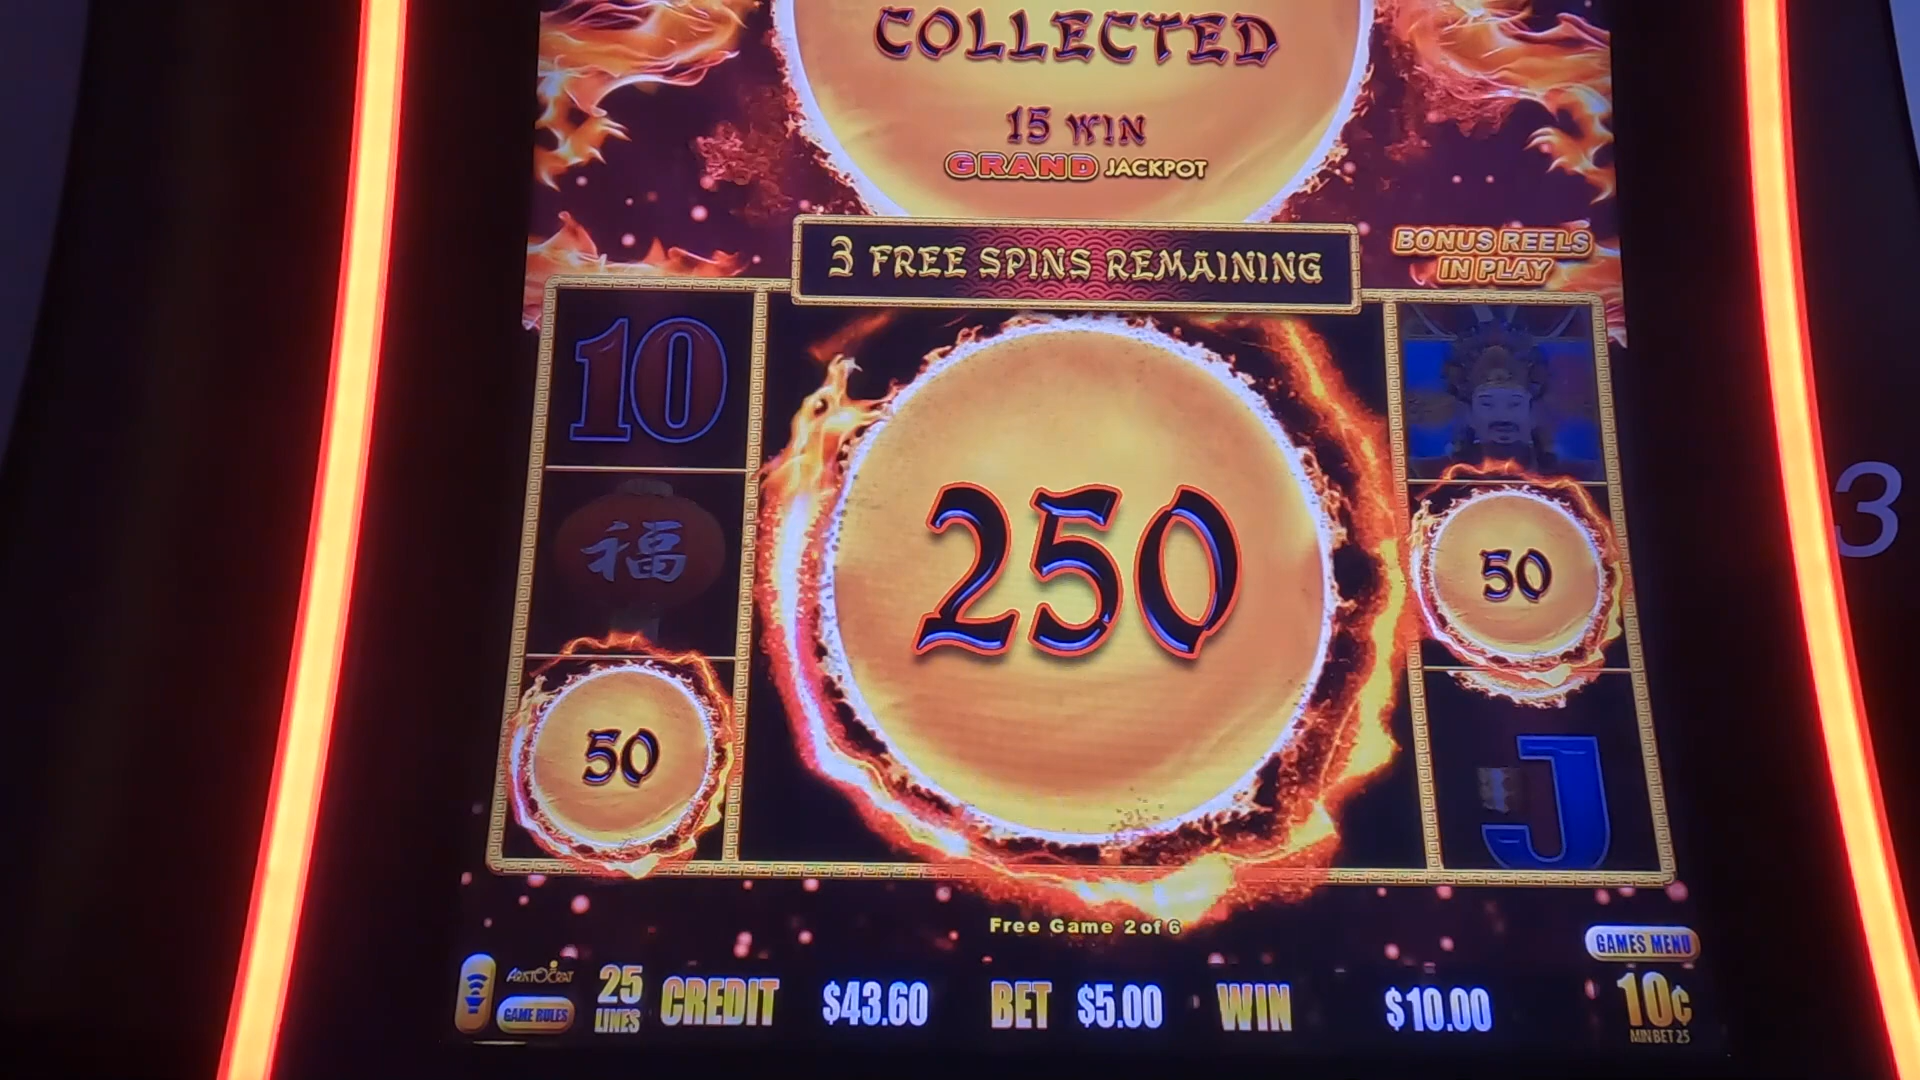 COLLECTED
15 WIN
GRAND JACKPOT
3 FREE SPINS REMAINING
BONUS REELS
IN PLAY
10
250
福
50
50
J
3
Free Game 2 of 6
GAMES MENU
ARISTOCRAT
GAME RULES
25
LINES
CREDIT $43.60 BET $5.00 WIN $10.00
10¢
MIN BET 25